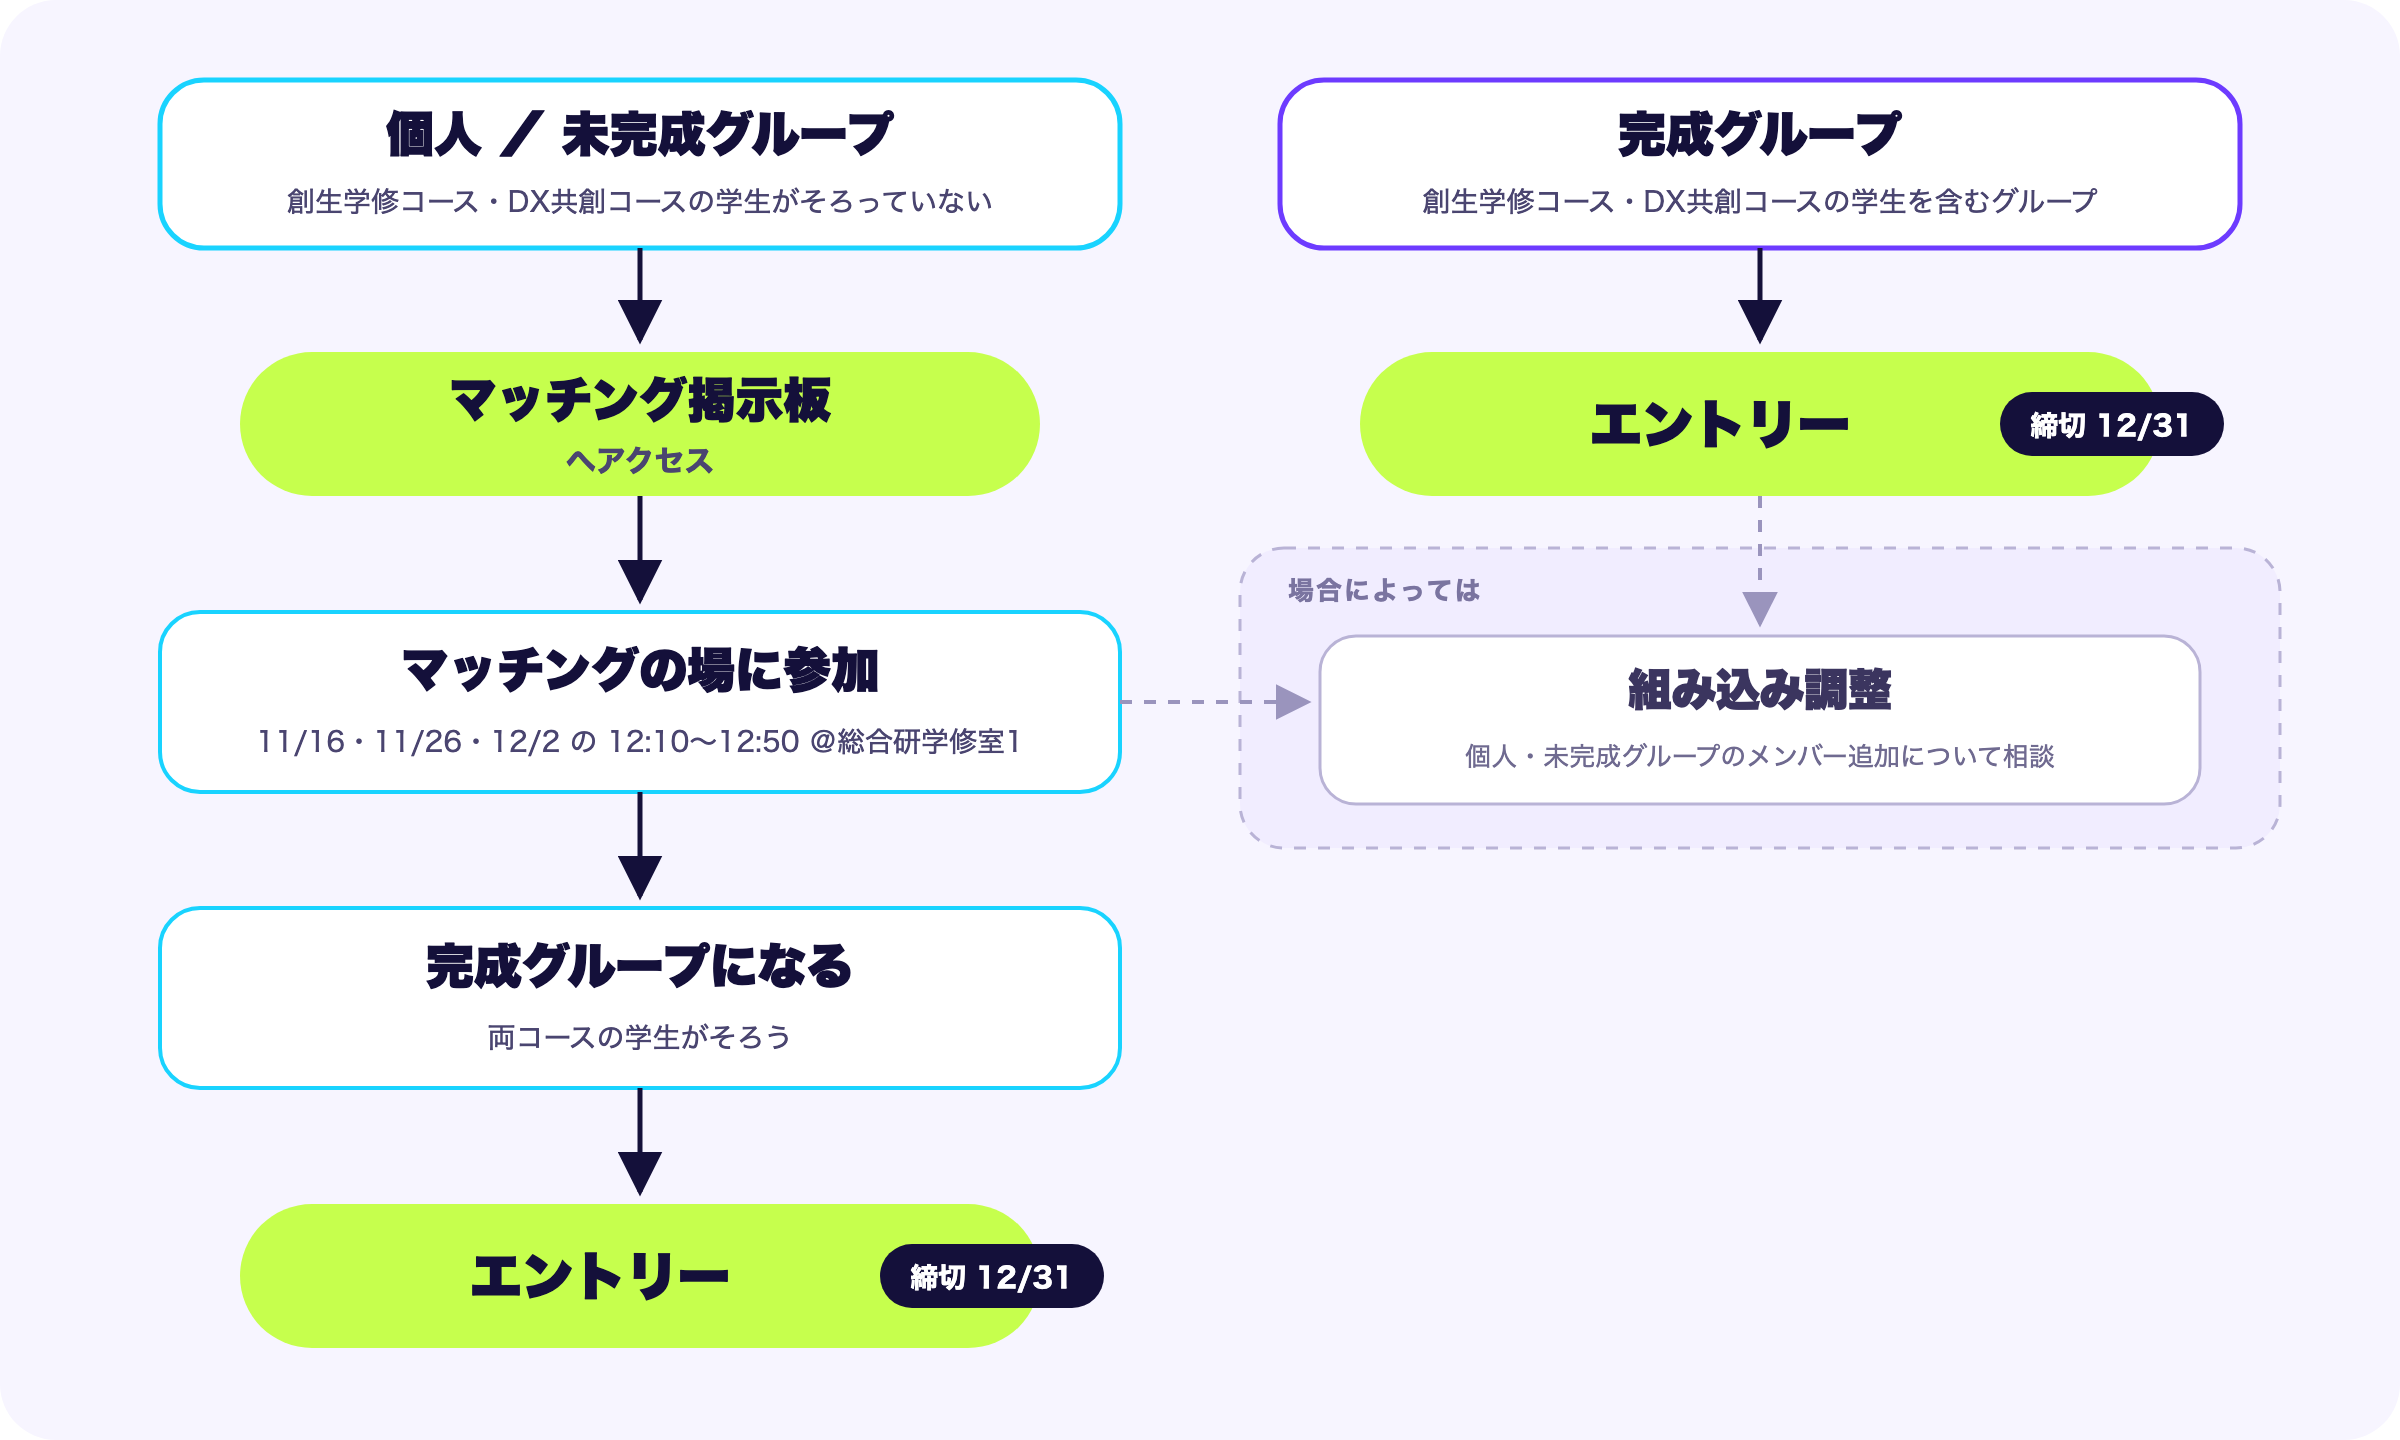 個人 ／ 未完成グループ
創生学修コース・DX共創コースの学生がそろっていない
マッチング掲示板
へアクセス
マッチングの場に参加
11/16・11/26・12/2 の 12:10〜12:50 @総合研学修室1
完成グループになる
両コースの学生がそろう
エントリー
締切 12/31
完成グループ
創生学修コース・DX共創コースの学生を含むグループ
エントリー
締切 12/31
場合によっては
組み込み調整
個人・未完成グループのメンバー追加について相談